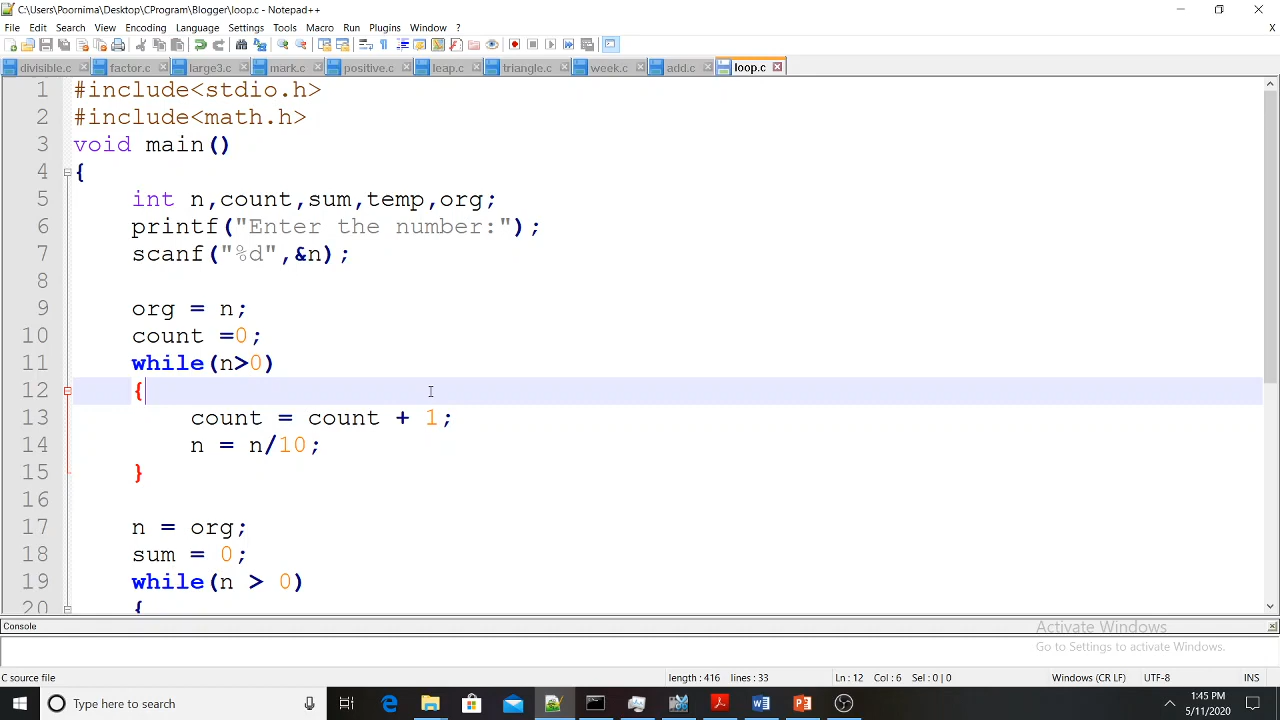 C:\Users\Poornima\Desktop\CProgram\Blogger\loop.c - Notepad++
File Edit Search View Encoding Language Settings Tools Macro Run Plugins Window ? X
divisible.c factor.c large3.c mark.c positive.c leap.c triangle.c week.c add.c loop.c
1 #include<stdio.h>
2 #include<math.h>
3 void main()
4 {
5 int n,count,sum,temp,org;
6 printf("Enter the number:");
7 scanf("%d",&n);
8
9 org = n;
10 count =0;
11 while(n>0)
12 {
13 count = count + 1;
14 n = n/10;
15 }
16
17 n = org;
18 sum = 0;
19 while(n > 0)
20 {
Console
Activate Windows
Go to Settings to activate Windows.
C source file length : 416 lines : 33 Ln : 12 Col : 6 Sel : 0 | 0 Windows (CR LF) UTF-8 INS
Type here to search
1:45 PM
5/11/2020